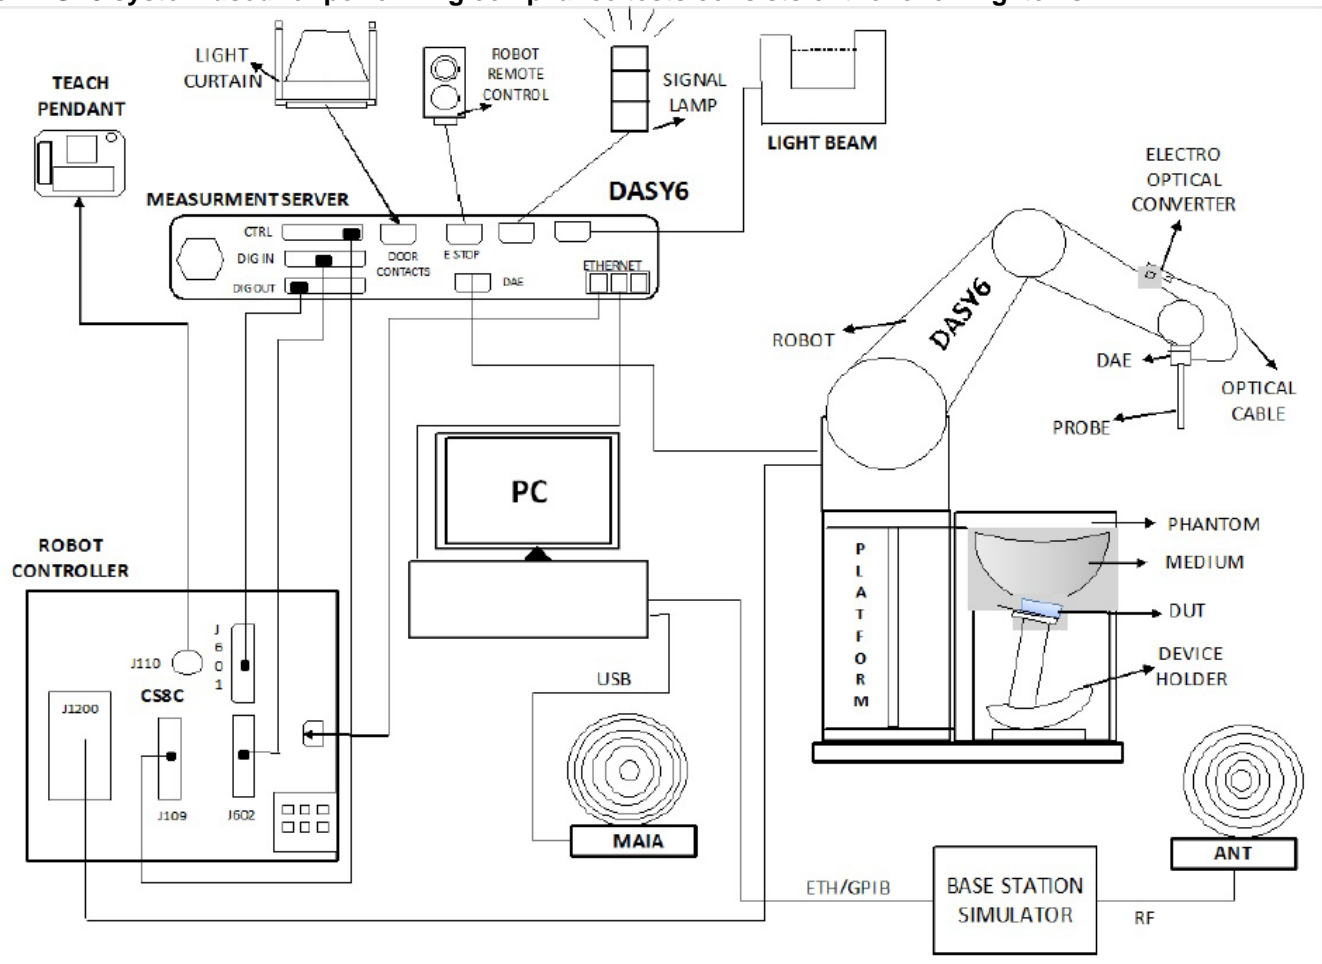 LIGHT
CURTAIN
ROBOT
REMOTE
CONTROL
SIGNAL
LAMP
LIGHT BEAM
TEACH
PENDANT
MEASURMENT SERVER
DASY6
CTRL
DIG IN
DIG OUT
DOOR
CONTACTS
E STOP
DAE
ETHERNET
ELECTRO
OPTICAL
CONVERTER
ROBOT
DASY6
DAE
OPTICAL
CABLE
PROBE
PC
PHANTOM
MEDIUM
DUT
DEVICE
HOLDER
PLATFORM
ROBOT
CONTROLLER
J110
J601
CS8C
J1200
J109
J602
USB
MAIA
ANT
ETH/GPIB
BASE STATION
SIMULATOR
RF